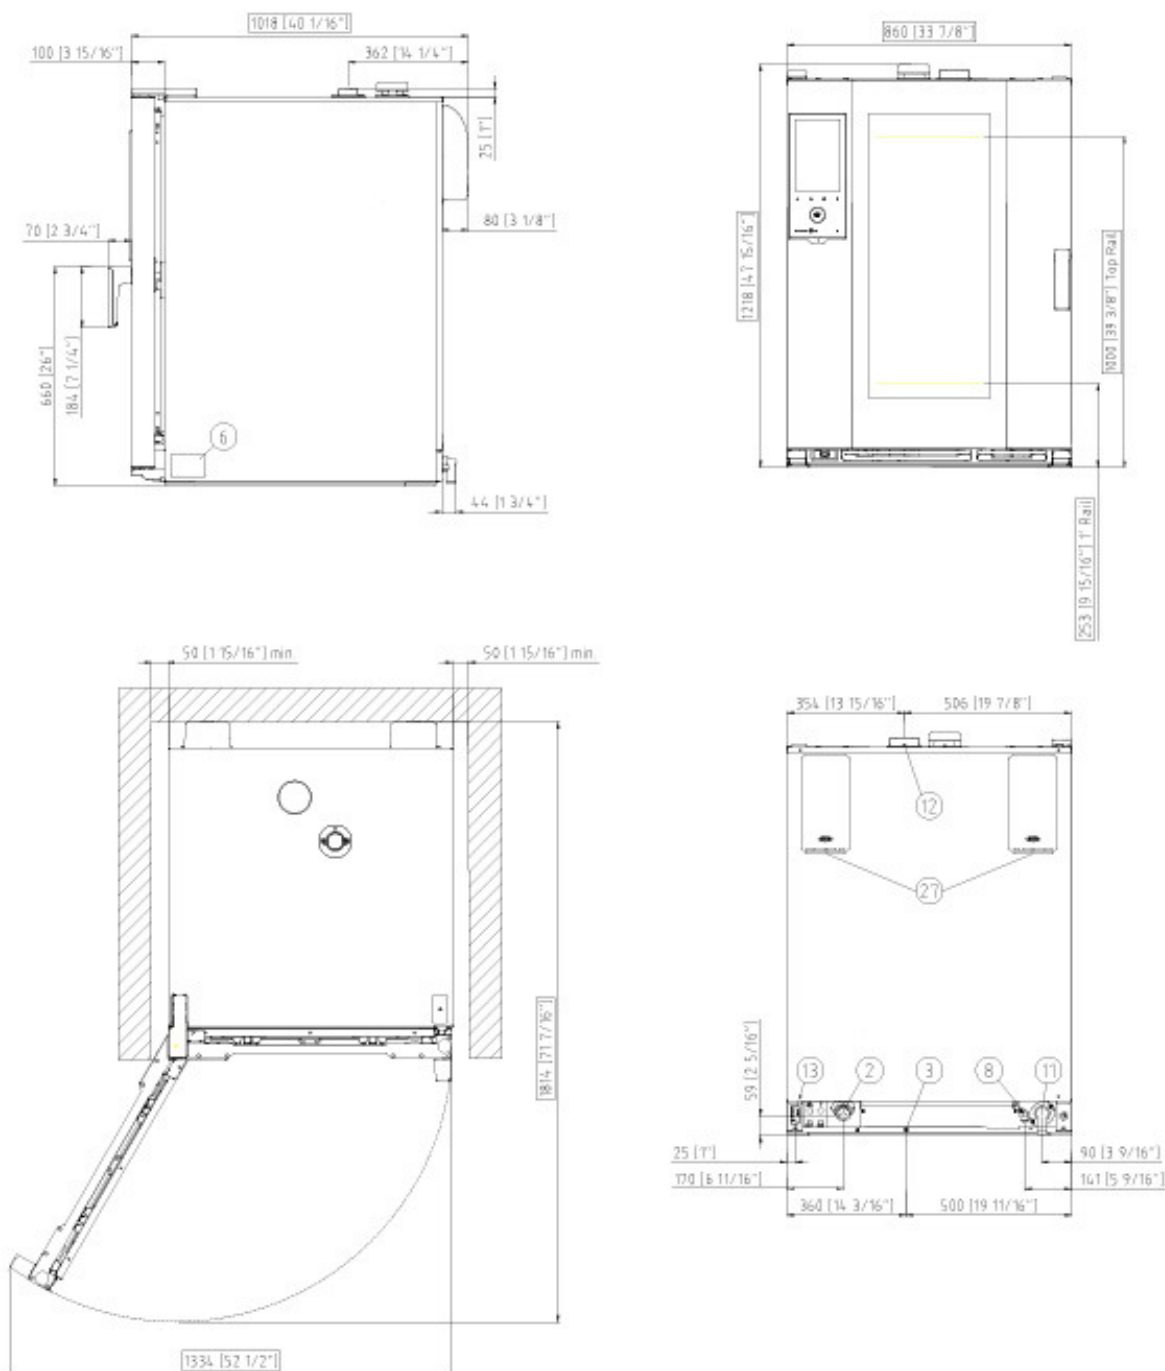 1018 [40 1/16"]
100 [3 15/16"]
362 [14 1/4"]
25 [1"]
80 [3 1/8"]
70 [2 3/4"]
660 [26"]
184 [7 1/4"]
6
44 [1 3/4"]
860 [33 7/8"]
1218 [47 15/16"]
1000 [39 3/8"] Top Rail
253 [9 15/16"] 1° Rail
50 [1 15/16"] min.
50 [1 15/16"] min.
1814 [71 7/16"]
1334 [52 1/2"]
354 [13 15/16"]
506 [19 7/8"]
12
27
59 [2 5/16"]
13
2
3
8
11
25 [1"]
90 [3 9/16"]
170 [6 11/16"]
141 [5 9/16"]
360 [14 3/16"]
500 [19 11/16"]